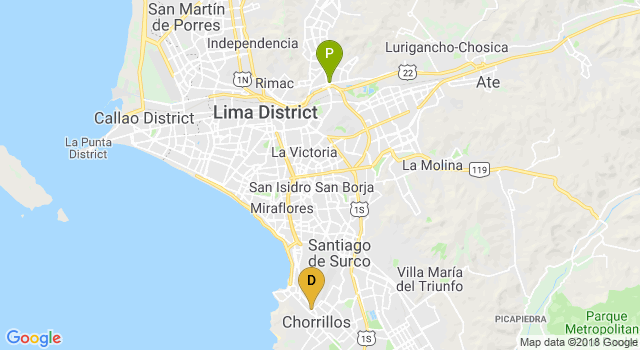 San Martín
de Porres
Independencia
Lurigancho-Chosica
P
1N
22
Rimac
Ate
Callao District
Lima District
La Punta
District
La Victoria
La Molina
119
San Isidro
San Borja
Miraflores
1S
Santiago
de Surco
Villa María
del Triunfo
D
PICAPIEDRA
Parque
Metropolitan
Chorrillos
1S
Google
Map data ©2018 Google